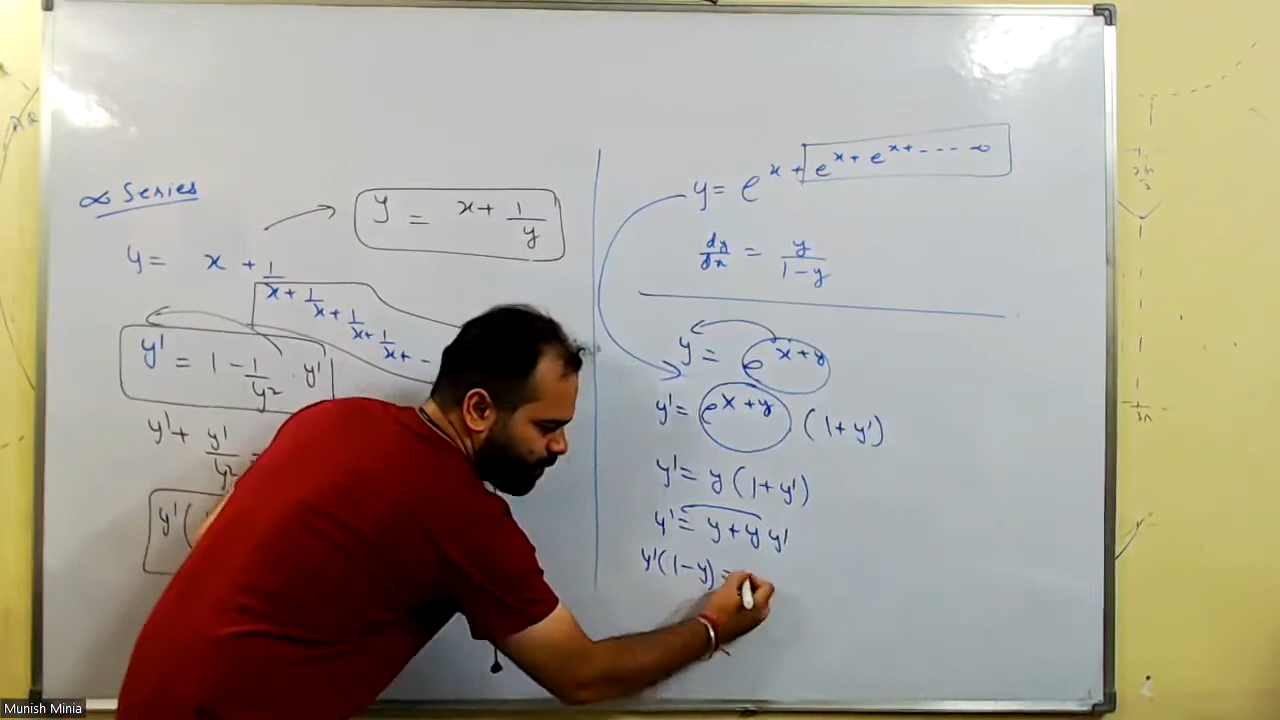 ∞ Series
y = x + 1/y
y = x + 1/x + 1/x + 1/x + 1/x + -
y' = 1 - 1/y² · y'
y' + y'/y² =
y'(
y = e^x + e^x + e^x + ---- ∞
dy/dx = y/1-y
y = e^x+y
y' = e^x+y (1+y')
y' = y(1+y')
y' = y + y y'
y'(1-y) =
Munish Minia